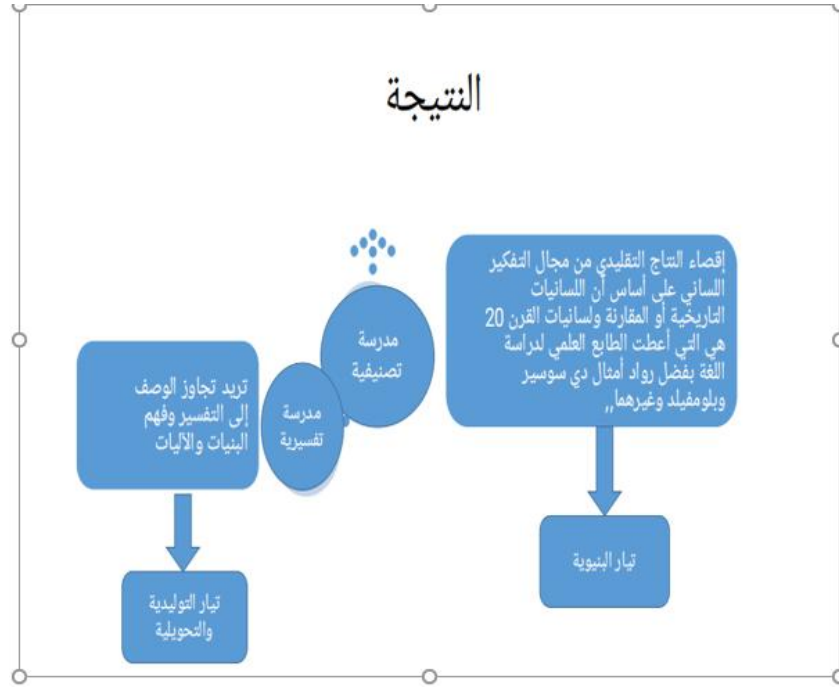 النتيجة
إقصاء النتاج التقليدي من مجال التفكير
اللساني على أساس أن اللسانيات
التاريخية أو المقارنة ولسانيات القرن 20
هي التي أعطت الطابع العلمي لدراسة
اللغة بفضل رواد أمثال دي سوسير
وبلومفيلد وغيرهما,,
تيار البنيوية
مدرسة
تصنيفية
مدرسة
تفسيرية
تريد تجاوز الوصف
إلى التفسير وفهم
البنيات والآليات
تيار التوليدية
والتحويلية